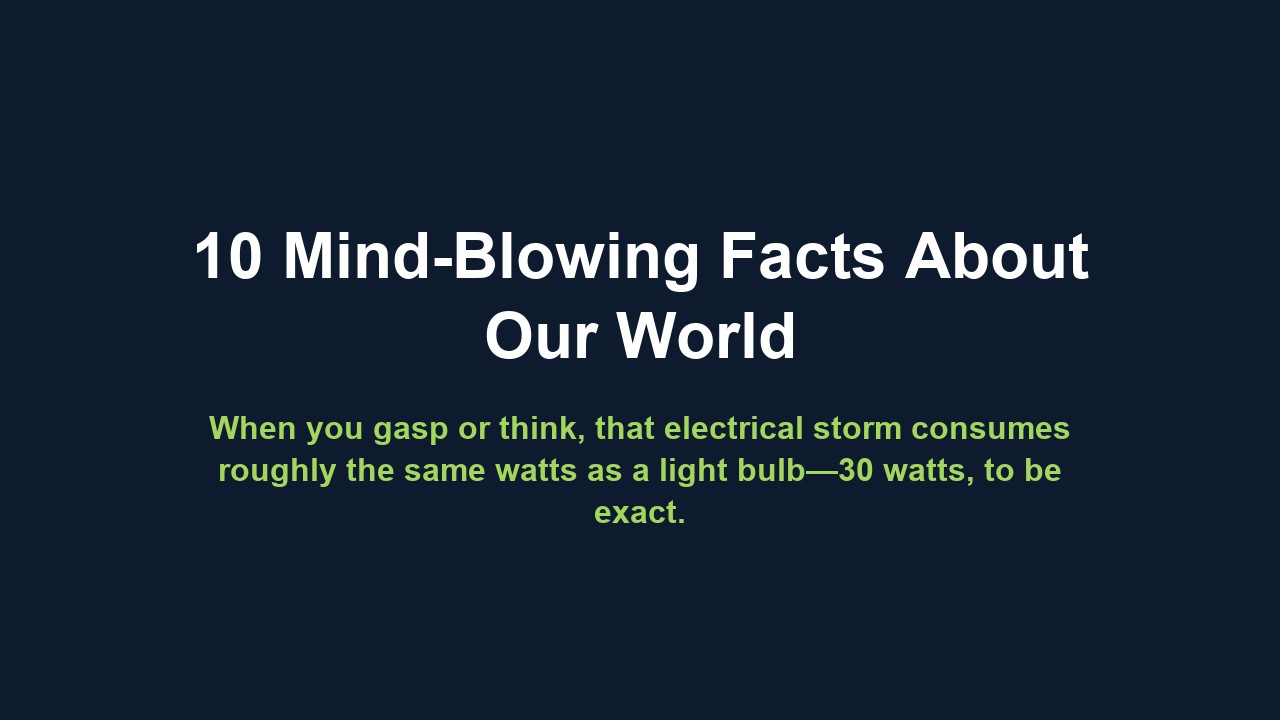 10 Mind-Blowing Facts About
Our World
When you gasp or think, that electrical storm consumes
roughly the same watts as a light bulb—30 watts, to be
exact.